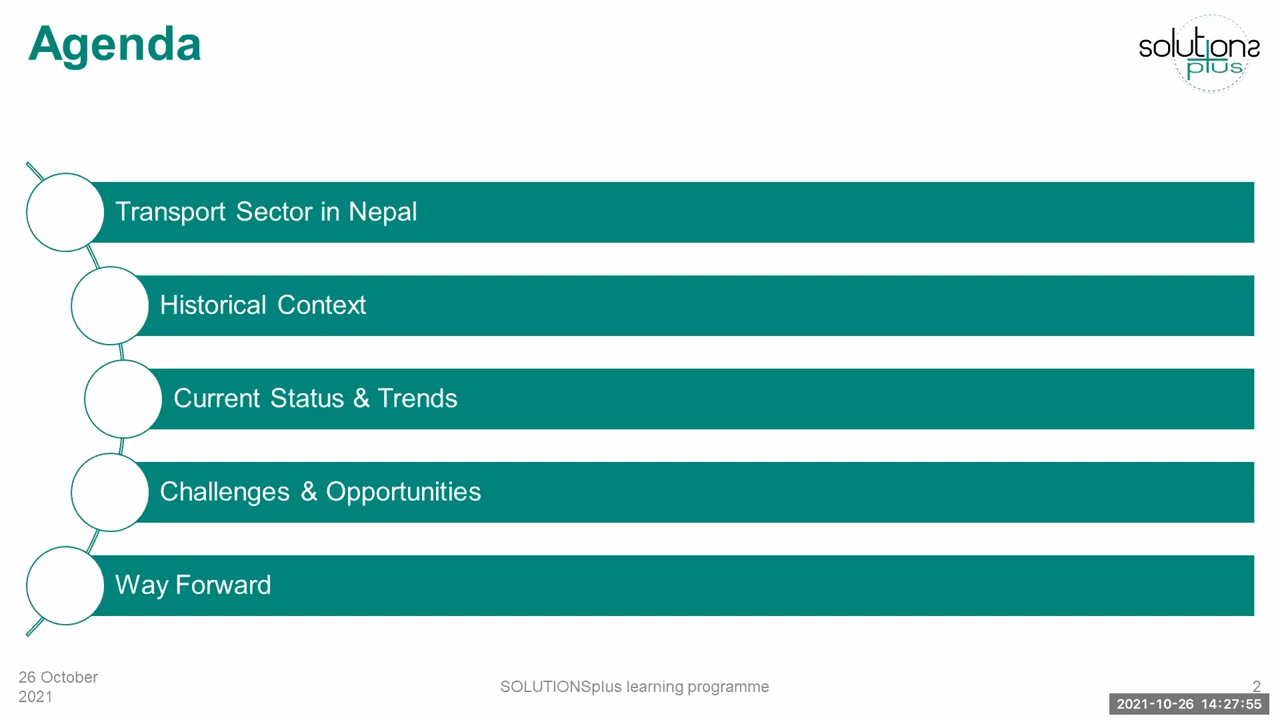 Agenda
solutions
plus
Transport Sector in Nepal
Historical Context
Current Status & Trends
Challenges & Opportunities
Way Forward
26 October
2021
SOLUTIONSplus learning programme
2
2021-10-26 14:27:55